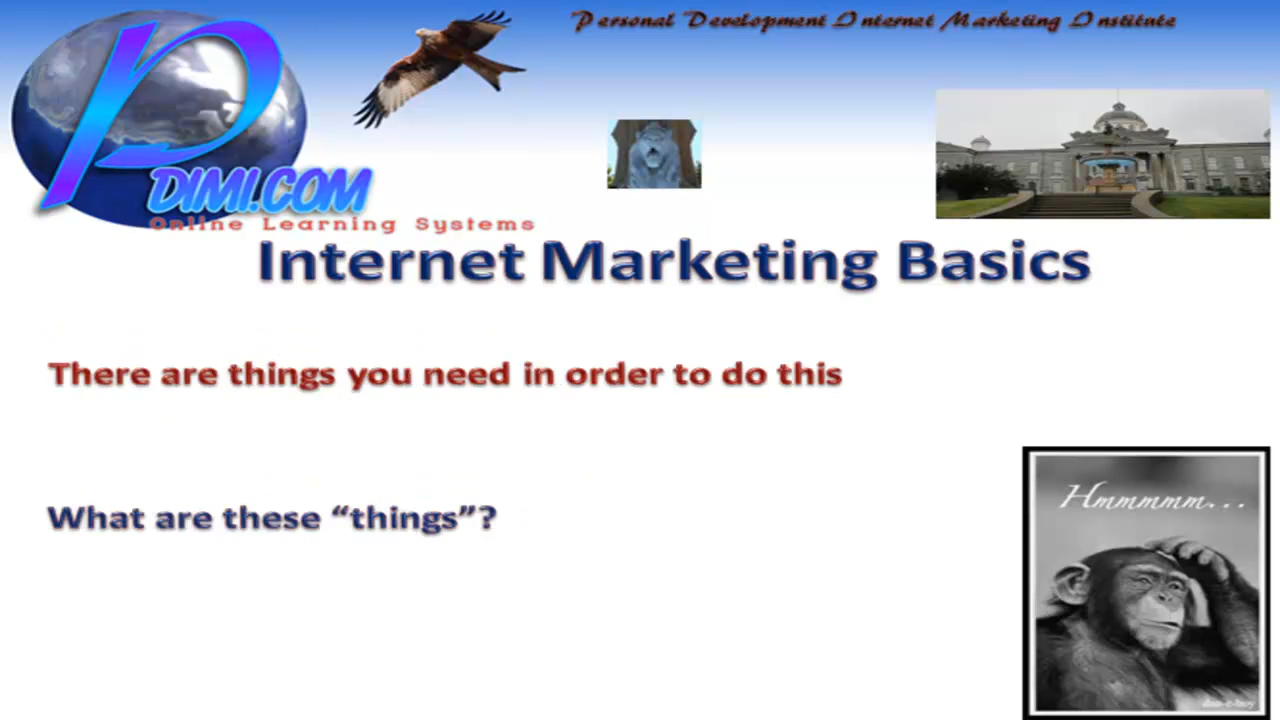 Personal Development Internet Marketing Institute
PDIMI.COM
Online Learning Systems
Internet Marketing Basics
There are things you need in order to do this
What are these “things”?
Hmmmmm...